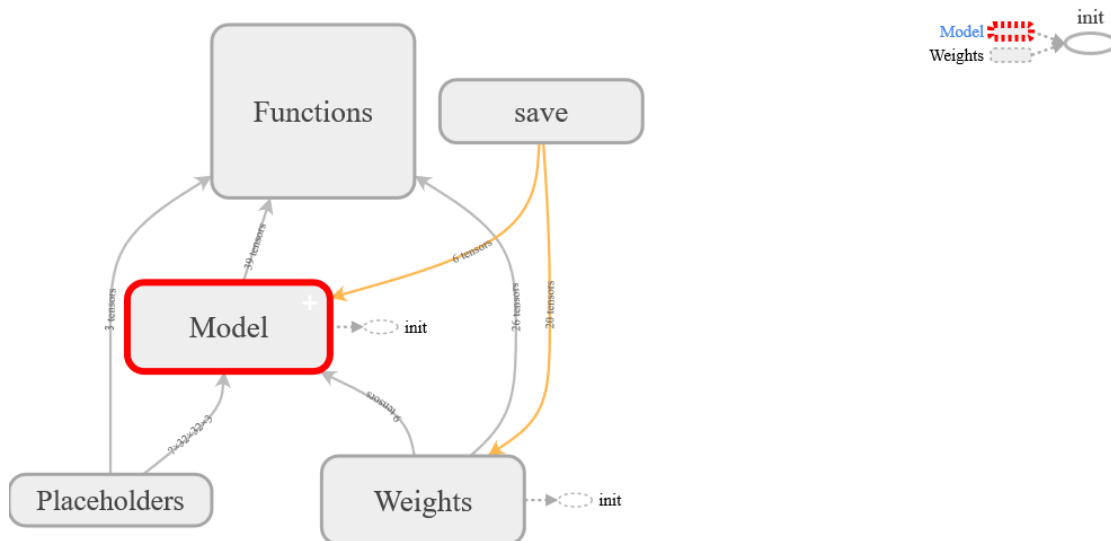 init
Model
Weights
Functions
save
39 tensors
6 tensors
3 tensors
26 tensors
20 tensors
+
Model
init
?×32×32×3
9 tensors
Placeholders
Weights
init